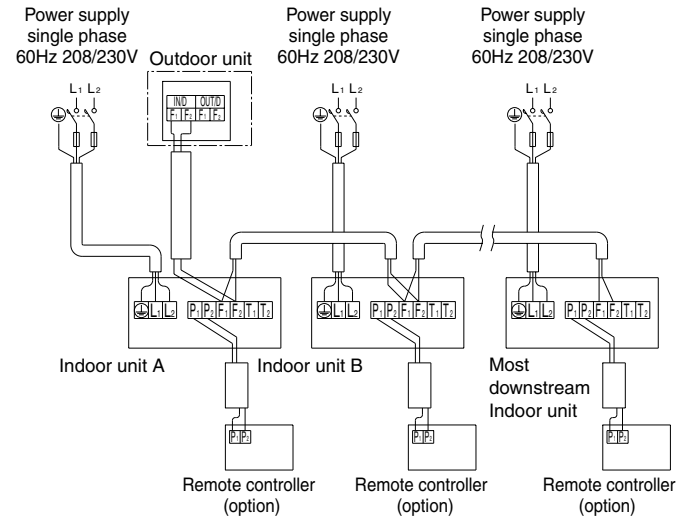 Power supply
single phase
60Hz 208/230V
Power supply
single phase
60Hz 208/230V
Power supply
single phase
60Hz 208/230V
Outdoor unit
L1 L2
L1 L2
L1 L2
IN/D OUT/D
F1 F2 F1 F2
L1 L2
P1 P2 F1 F2 T1 T2
L1 L2
P1 P2 F1 F2 T1 T2
L1 L2
P1 P2 F1 F2 T1 T2
Indoor unit A
Indoor unit B
Most
downstream
Indoor unit
P1 P2
P1 P2
P1 P2
Remote controller
(option)
Remote controller
(option)
Remote controller
(option)